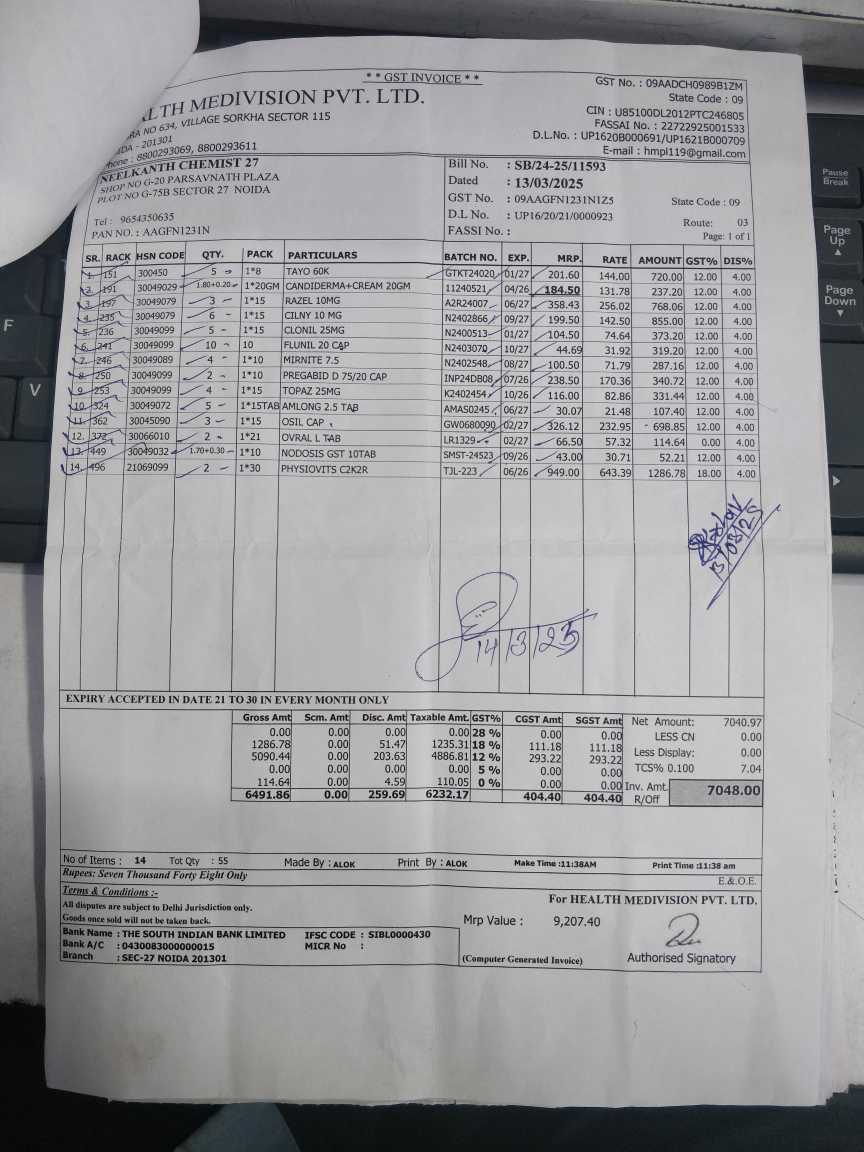 * * GST INVOICE * *
GST No. : 09AADCH0989B1ZM
State Code : 09
ALTH MEDIVISION PVT. LTD.
CIN : U85100DL2012PTC246805
RA NO 634, VILLAGE SORKHA SECTOR 115
FASSAI No. : 22722925001533
IDA - 201301
D.L.No. : UP1620B000691/UP1621B000709
hone : 8800293069, 8800293611
E-mail : hmpl119@gmail.com
NEELKANTH CHEMIST 27
SHOP NO G-20 PARSAVNATH PLAZA
PLOT NO G-75B SECTOR 27 NOIDA
Tel : 9654350635
PAN NO. : AAGFN1231N
Bill No. : SB/24-25/11593
Dated : 13/03/2025
GST No. : 09AAGFN1231N1Z5 State Code : 09
D.L No. : UP16/20/21/0000923 Route: 03
FASSI No. : Page: 1 of 1
SR. RACK HSN CODE QTY. PACK PARTICULARS BATCH NO. EXP. MRP. RATE AMOUNT GST% DIS%
1. 151 300450 5 1*8 TAYO 60K GTKT24020 01/27 201.60 144.00 720.00 12.00 4.00
2. 191 30049029 1.80+0.20 1*20GM CANDIDERMA+CREAM 20GM 11240521 04/26 184.50 131.78 237.20 12.00 4.00
3. 197 30049079 3 1*15 RAZEL 10MG A2R24007 06/27 358.43 256.02 768.06 12.00 4.00
4. 235 30049079 6 1*15 CILNY 10 MG N2402866 09/27 199.50 142.50 855.00 12.00 4.00
5. 236 30049099 5 1*15 CLONIL 25MG N2400513 01/27 104.50 74.64 373.20 12.00 4.00
6. 241 30049099 10 10 FLUNIL 20 CAP N2403070 10/27 44.69 31.92 319.20 12.00 4.00
7. 246 30049089 4 1*10 MIRNITE 7.5 N2402548 08/27 100.50 71.79 287.16 12.00 4.00
8. 250 30049099 2 1*10 PREGABID D 75/20 CAP INP24DB08 07/26 238.50 170.36 340.72 12.00 4.00
9. 253 30049099 4 1*15 TOPAZ 25MG K2402454 10/26 116.00 82.86 331.44 12.00 4.00
10. 324 30049072 5 1*15TAB AMLONG 2.5 TAB AMAS0245 06/27 30.07 21.48 107.40 12.00 4.00
11. 362 30045090 3 1*15 OSIL CAP GW0680090 02/27 326.12 232.95 698.85 12.00 4.00
12. 372 30066010 2 1*21 OVRAL L TAB LR1329 02/27 66.50 57.32 114.64 0.00 4.00
13. 449 30049032 1.70+0.30 1*10 NODOSIS GST 10TAB SMST-24523 09/26 43.00 30.71 52.21 12.00 4.00
14. 496 21069099 2 1*30 PHYSIOVITS C2K2R TJL-223 06/26 949.00 643.39 1286.78 18.00 4.00
14/3/25
EXPIRY ACCEPTED IN DATE 21 TO 30 IN EVERY MONTH ONLY
Gross Amt Scm. Amt Disc. Amt Taxable Amt. GST% CGST Amt SGST Amt
0.00 0.00 0.00 0.00 28 % 0.00 0.00
1286.78 0.00 51.47 1235.31 18 % 111.18 111.18
5090.44 0.00 203.63 4886.81 12 % 293.22 293.22
0.00 0.00 0.00 0.00 5 % 0.00 0.00
114.64 0.00 4.59 110.05 0 % 0.00 0.00
6491.86 0.00 259.69 6232.17 404.40 404.40
Net Amount: 7040.97
LESS CN 0.00
Less Display: 0.00
TCS% 0.100 7.04
Inv. Amt. 7048.00
R/Off
No of Items : 14 Tot Qty : 55 Made By : ALOK Print By : ALOK Make Time :11:38AM Print Time :11:38 am
Rupees: Seven Thousand Forty Eight Only
E.&.O.E.
Terms & Conditions :-
All disputes are subject to Delhi Jurisdiction only.
Goods once sold will not be taken back.
For HEALTH MEDIVISION PVT. LTD.
Mrp Value : 9,207.40
Bank Name : THE SOUTH INDIAN BANK LIMITED IFSC CODE : SIBL0000430
Bank A/C : 0430083000000015 MICR No :
Branch : SEC-27 NOIDA 201301
(Computer Generated Invoice)
Authorised Signatory
Pause
Break
Page
Up
Page
Down
F
V